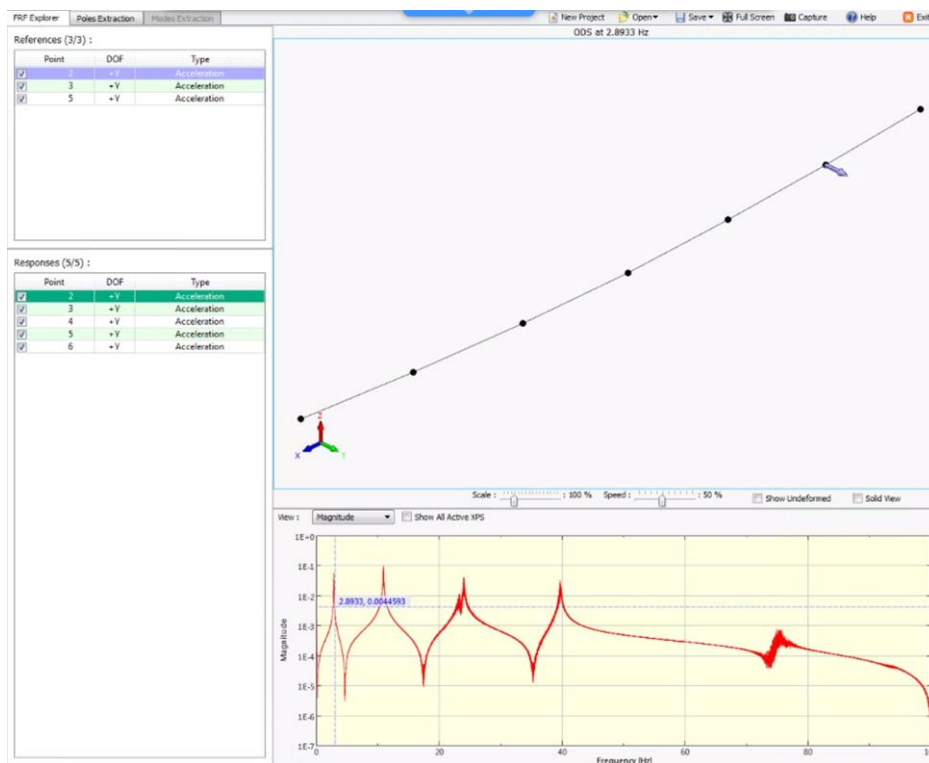 FRF Explorer Poles Extraction Modes Extraction New Project Open Save Full Screen Capture Help Exit
References (3/3) :
Point DOF Type
2 +Y Acceleration
3 +Y Acceleration
5 +Y Acceleration
ODS at 2.8933 Hz
Z
X Y
Responses (5/5) :
Point DOF Type
2 +Y Acceleration
3 +Y Acceleration
4 +Y Acceleration
5 +Y Acceleration
6 +Y Acceleration
Scale : : 100 % Speed : : 50 % Show Undeformed Solid View
View : Magnitude Show All Active XPS
1E+0
1E-1
2.8933, 0.0044593
1E-2
1E-3
Magnitude
1E-4
1E-5
1E-6
1E-7
0 20 40 60 80
Frequency [Hz]